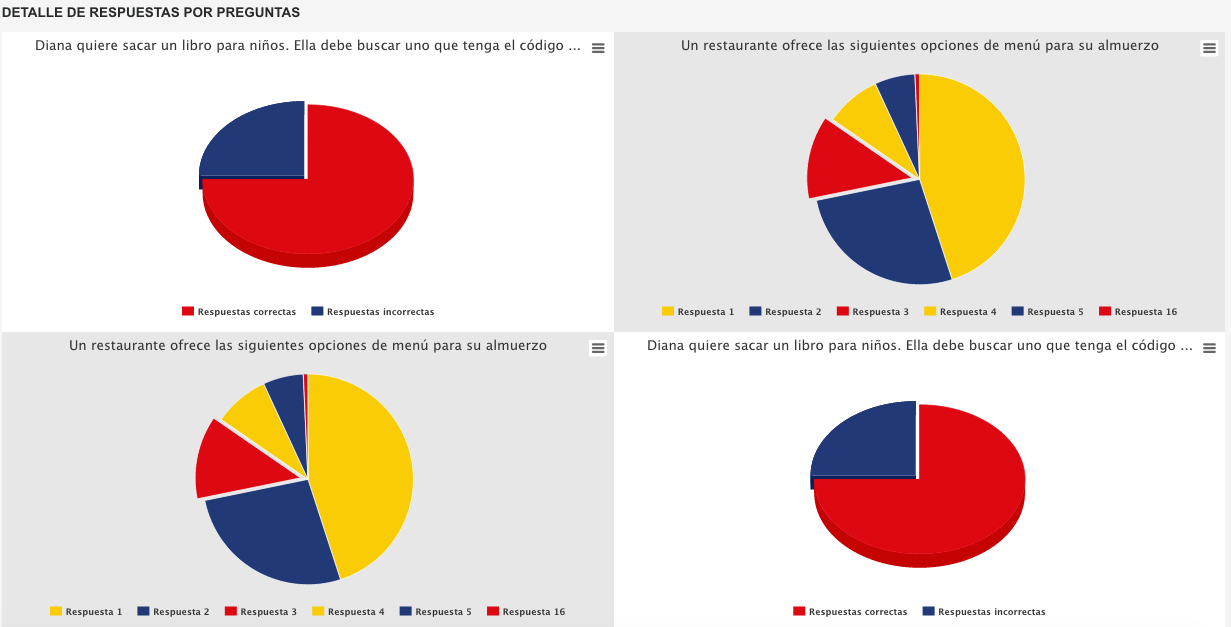 DETALLE DE RESPUESTAS POR PREGUNTAS
Diana quiere sacar un libro para niños. Ella debe buscar uno que tenga el código ...
Respuestas correctas Respuestas incorrectas
Un restaurante ofrece las siguientes opciones de menú para su almuerzo
Respuesta 1 Respuesta 2 Respuesta 3 Respuesta 4 Respuesta 5 Respuesta 16
Un restaurante ofrece las siguientes opciones de menú para su almuerzo
Respuesta 1 Respuesta 2 Respuesta 3 Respuesta 4 Respuesta 5 Respuesta 16
Diana quiere sacar un libro para niños. Ella debe buscar uno que tenga el código ...
Respuestas correctas Respuestas incorrectas